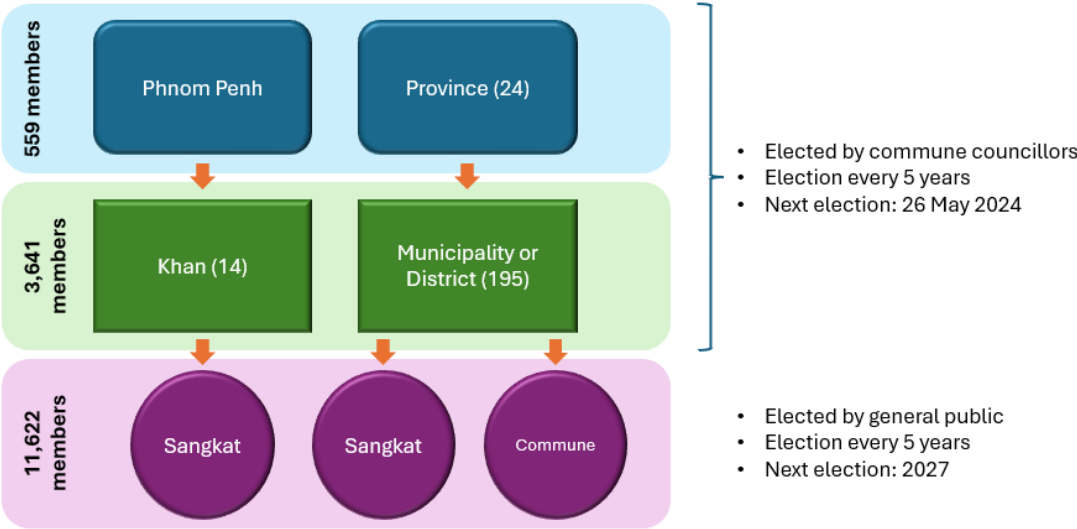 559 members
Phnom Penh
Province (24)
3,641
members
Khan (14)
Municipality or
District (195)
• Elected by commune councillors
• Election every 5 years
• Next election: 26 May 2024
11,622
members
Sangkat
Sangkat
Commune
• Elected by general public
• Election every 5 years
• Next election: 2027